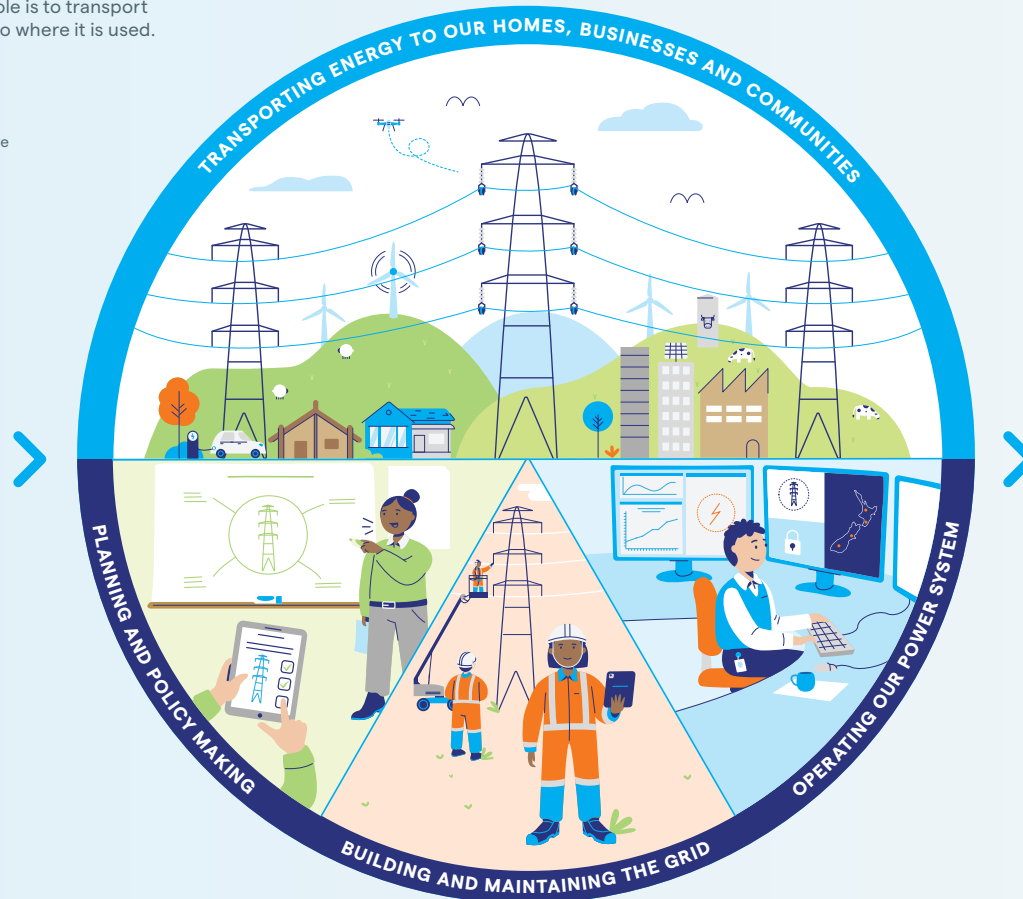 ole is to transport
o where it is used.
e
TRANSPORTING ENERGY TO OUR HOMES, BUSINESSES AND COMMUNITIES
PLANNING AND POLICY MAKING
BUILDING AND MAINTAINING THE GRID
OPERATING OUR POWER SYSTEM